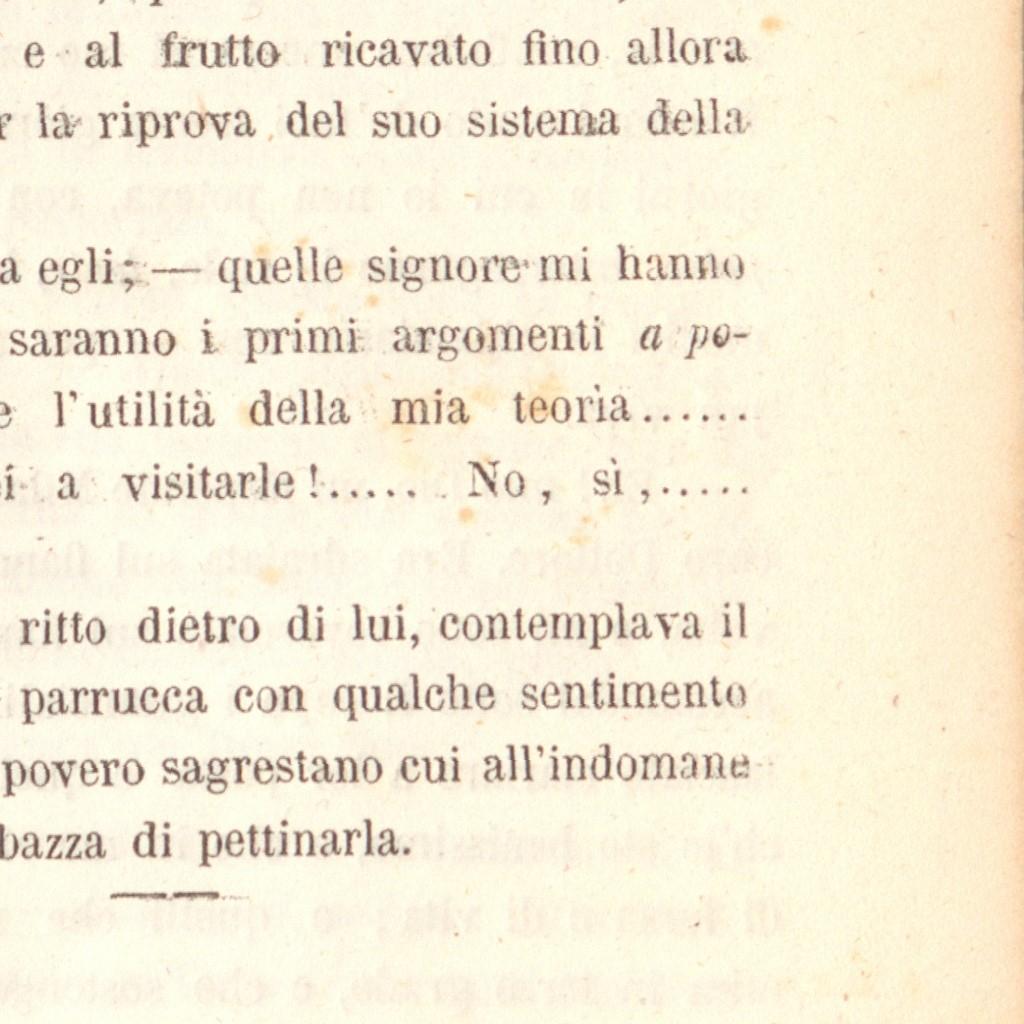 e al frutto ricavato fino allora
la riprova del suo sistema della
egli; — quelle signore mi hanno
saranno i primi argomenti a po-
l'utilità della mia teorìa......
a visitarle!..... No, sì,.....
ritto dietro di lui, contemplava il
parrucca con qualche sentimento
povero sagrestano cui all'indomane
bazza di pettinarla.